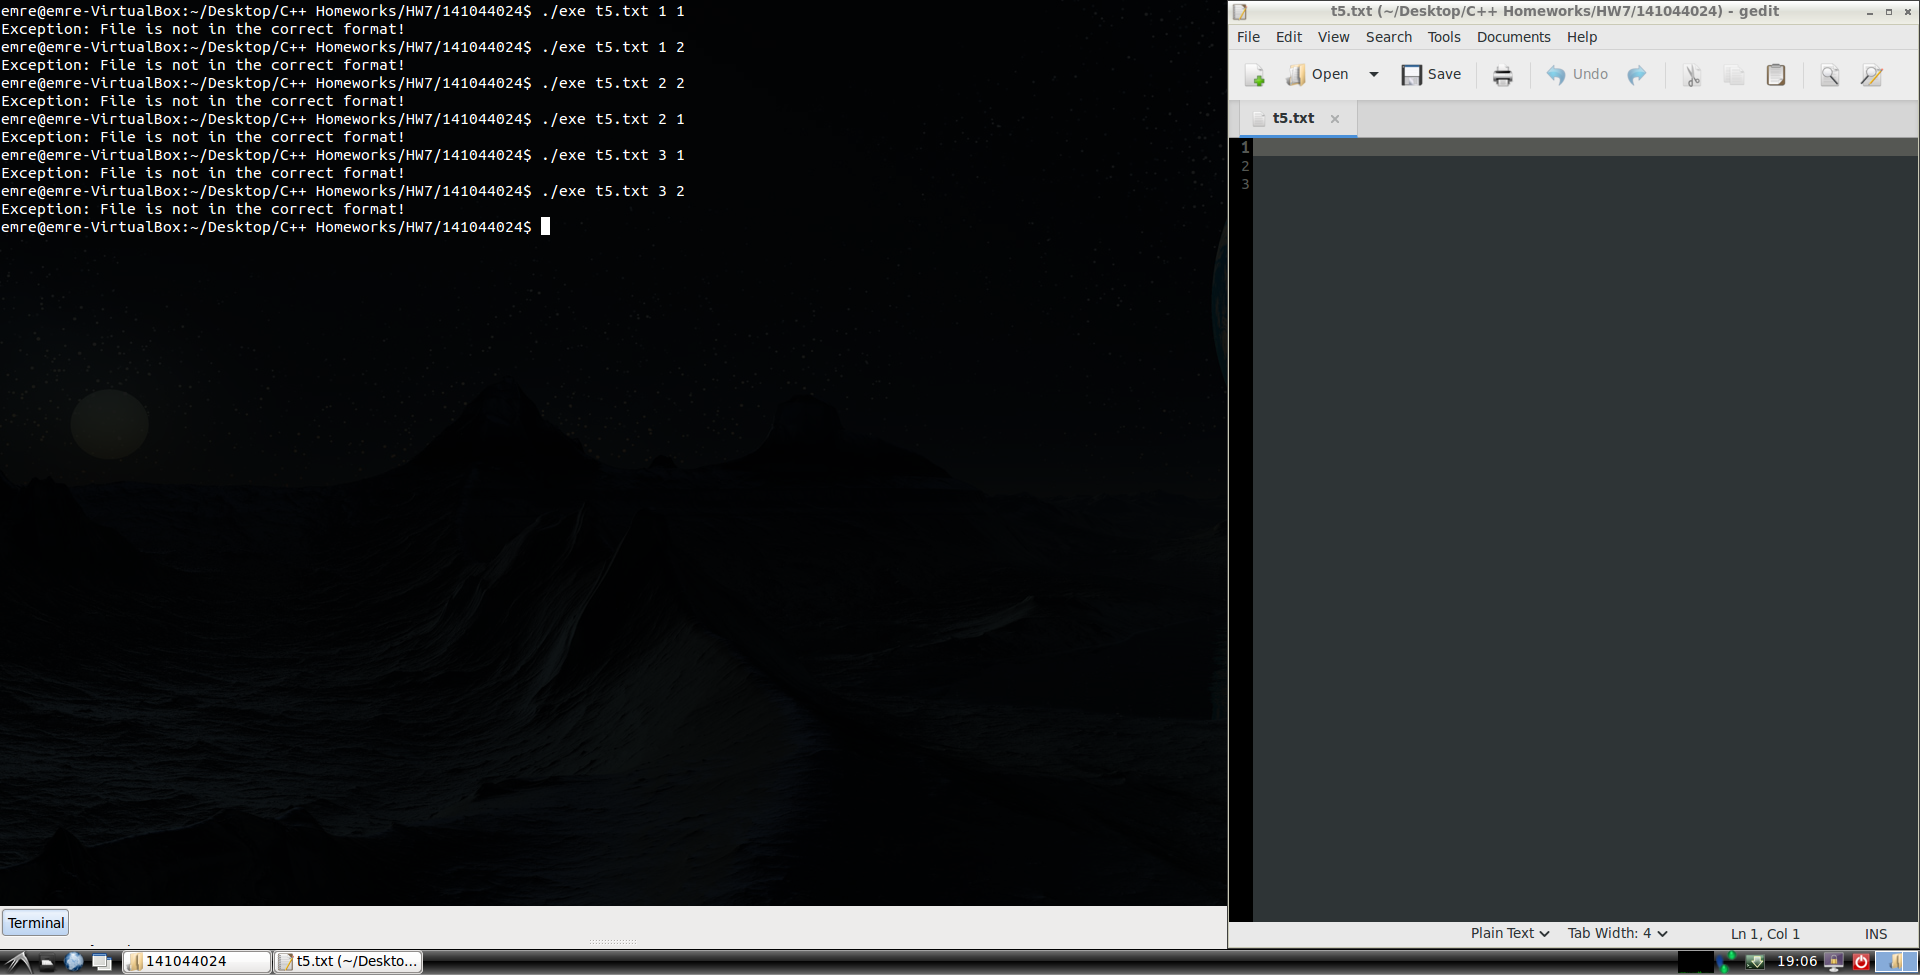 emre@emre-VirtualBox:~/Desktop/C++ Homeworks/HW7/141044024$ ./exe t5.txt 1 1
Exception: File is not in the correct format!
emre@emre-VirtualBox:~/Desktop/C++ Homeworks/HW7/141044024$ ./exe t5.txt 1 2
Exception: File is not in the correct format!
emre@emre-VirtualBox:~/Desktop/C++ Homeworks/HW7/141044024$ ./exe t5.txt 2 2
Exception: File is not in the correct format!
emre@emre-VirtualBox:~/Desktop/C++ Homeworks/HW7/141044024$ ./exe t5.txt 2 1
Exception: File is not in the correct format!
emre@emre-VirtualBox:~/Desktop/C++ Homeworks/HW7/141044024$ ./exe t5.txt 3 1
Exception: File is not in the correct format!
emre@emre-VirtualBox:~/Desktop/C++ Homeworks/HW7/141044024$ ./exe t5.txt 3 2
Exception: File is not in the correct format!
emre@emre-VirtualBox:~/Desktop/C++ Homeworks/HW7/141044024$
Terminal
t5.txt (~/Desktop/C++ Homeworks/HW7/141044024) - gedit
File Edit View Search Tools Documents Help
Open Save Undo
t5.txt
1
2
3
Plain Text Tab Width: 4 Ln 1, Col 1 INS
141044024 t5.txt (~/Deskto... 19:06